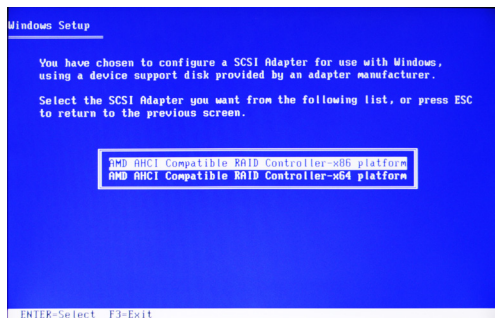 Windows Setup
You have chosen to configure a SCSI Adapter for use with Windows,
using a device support disk provided by an adapter manufacturer.
Select the SCSI Adapter you want from the following list, or press ESC
to return to the previous screen.
AMD AHCI Compatible RAID Controller-x86 platform
AMD AHCI Compatible RAID Controller-x64 platform
ENTER=Select F3=Exit